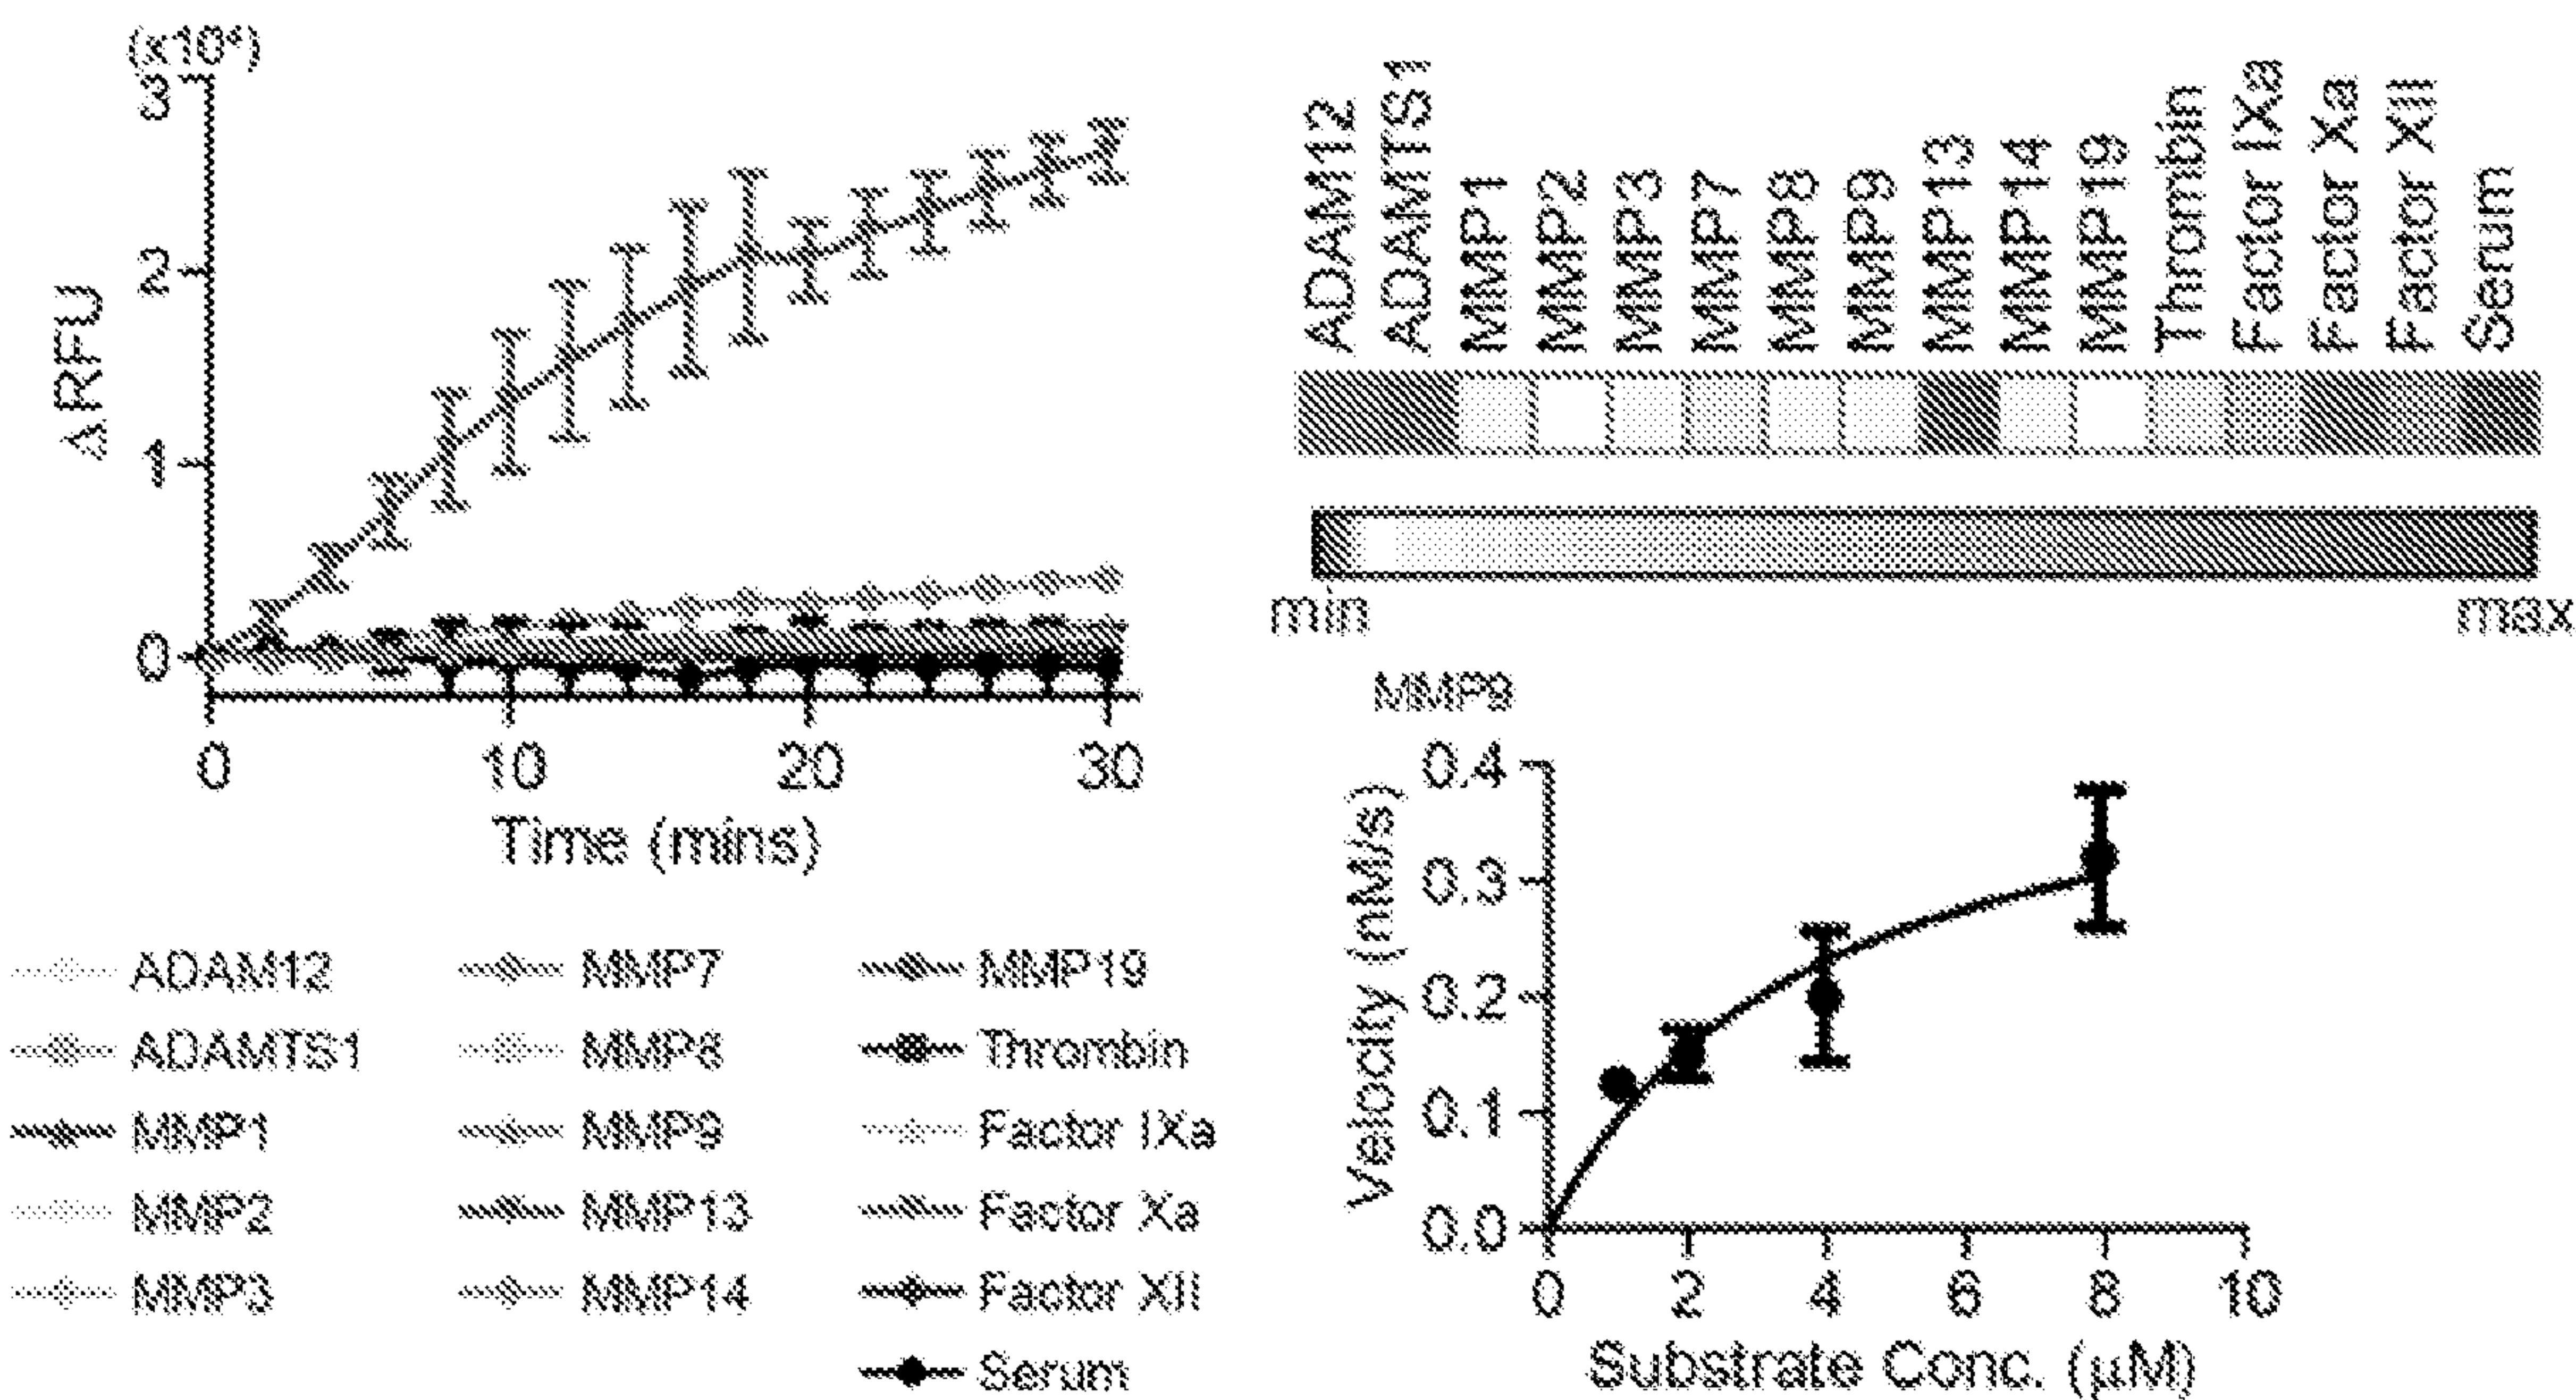 (x10⁴)
3
2
1
0
ΔRFU
0 10 20 30
Time (mins)
ADAM12
ADAMTS1
MMP1
MMP2
MMP3
MMP7
MMP8
MMP9
MMP13
MMP14
MMP19
Thrombin
Factor IXa
Factor Xa
Factor XII
Serum
ADAM12
ADAMTS1
MMP1
MMP2
MMP3
MMP7
MMP8
MMP9
MMP13
MMP14
MMP19
Thrombin
Factor IXa
Factor Xa
Factor XII
Serum
min max
MMP9
0.4
0.3
0.2
0.1
0.0
Velocity (nM/s)
0 2 4 6 8 10
Substrate Conc. (μM)